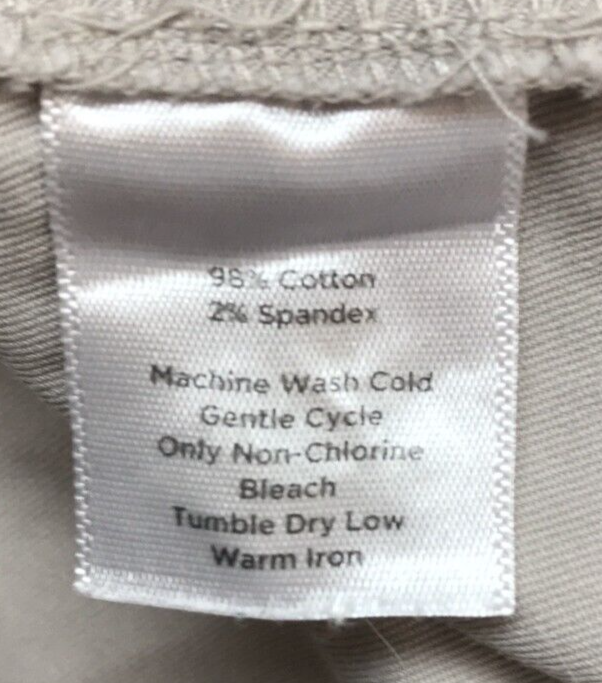 98% Cotton
2% Spandex
Machine Wash Cold
Gentle Cycle
Only Non-Chlorine
Bleach
Tumble Dry Low
Warm Iron